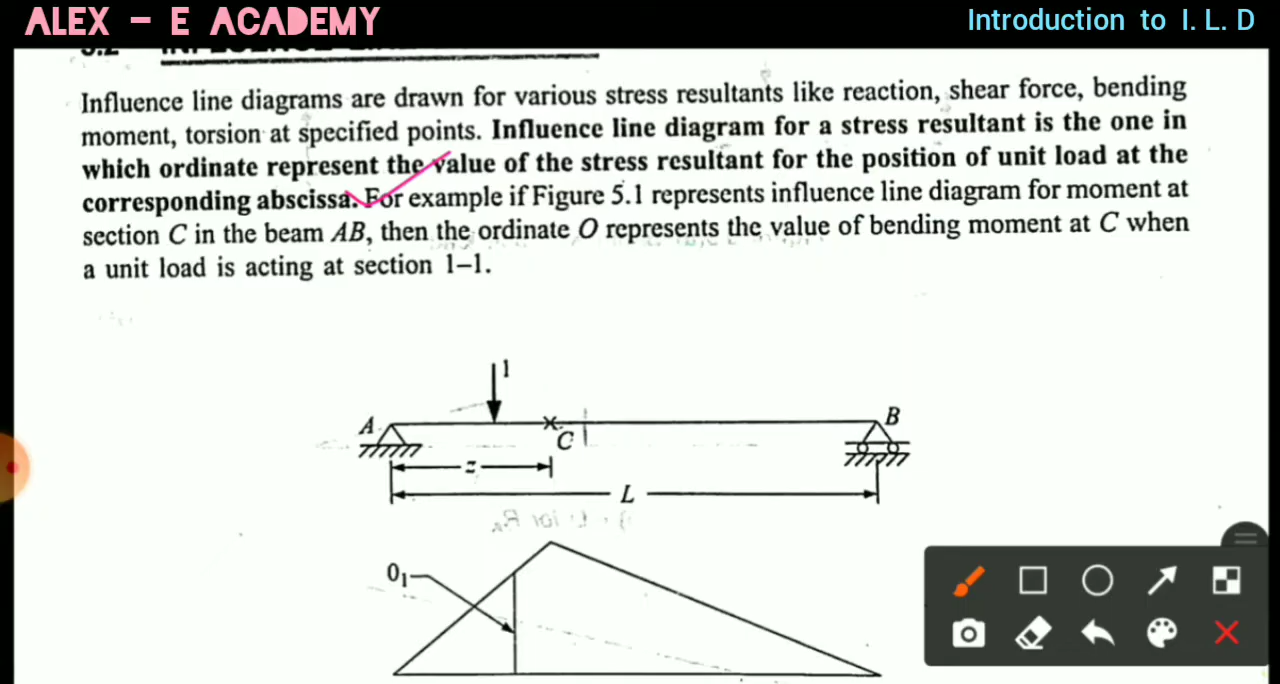 ALEX - E ACADEMY
Introduction to I. L. D
Influence line diagrams are drawn for various stress resultants like reaction, shear force, bending
moment, torsion at specified points. Influence line diagram for a stress resultant is the one in
which ordinate represent the value of the stress resultant for the position of unit load at the
corresponding abscissa. For example if Figure 5.1 represents influence line diagram for moment at
section C in the beam AB, then the ordinate O represents the value of bending moment at C when
a unit load is acting at section 1–1.
1
A
B
C
z
L
O1